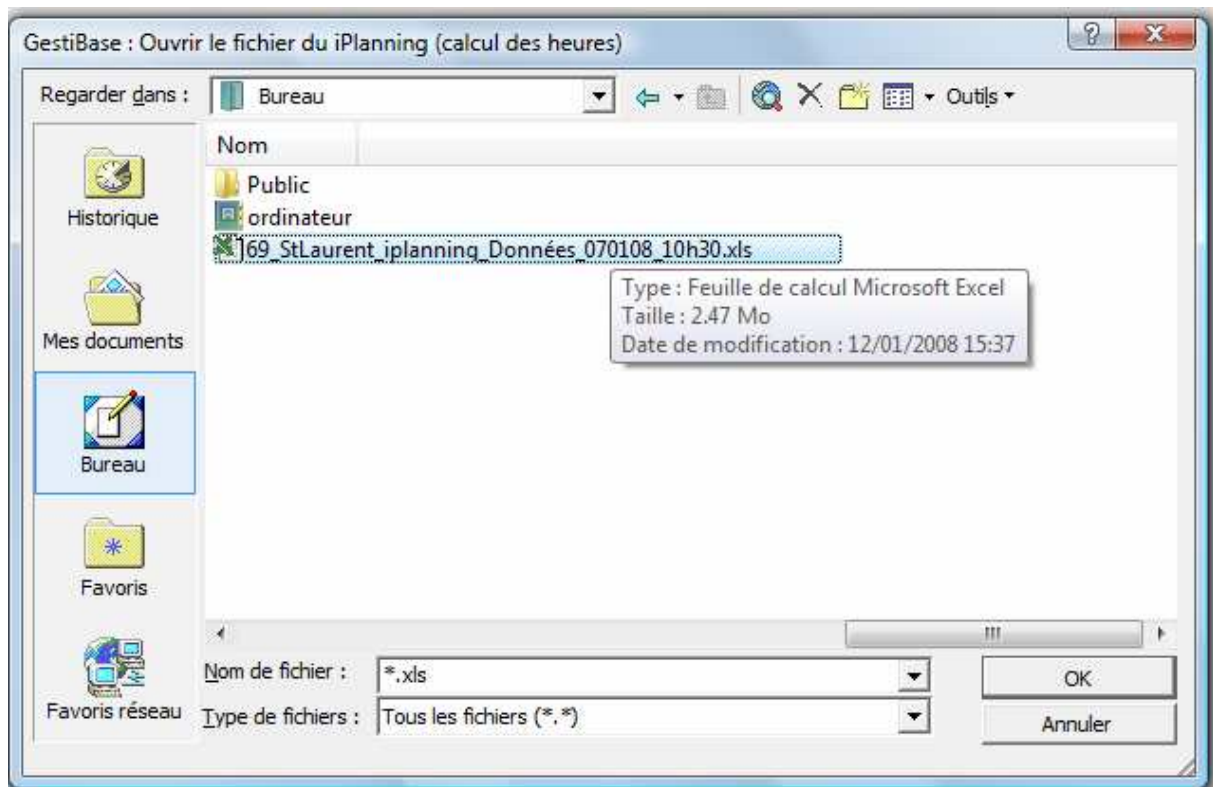 GestiBase : Ouvrir le fichier du iPlanning (calcul des heures)
Regarder dans : Bureau Outils
Nom
Public
ordinateur
69_StLaurent_iplanning_Données_070108_10h30.xls
Type : Feuille de calcul Microsoft Excel
Taille : 2.47 Mo
Date de modification : 12/01/2008 15:37
Historique
Mes documents
Bureau
Favoris
Favoris réseau
Nom de fichier : *.xls OK
Type de fichiers : Tous les fichiers (*.*) Annuler